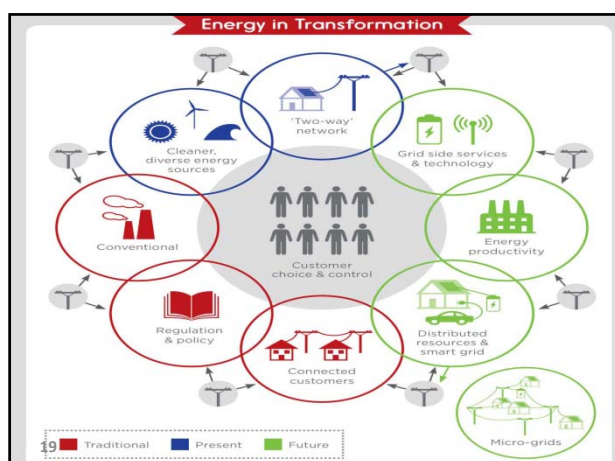 Energy in Transformation
'Two-way'
network
Cleaner,
diverse energy
sources
Grid side services
& technology
Conventional
Energy
productivity
Customer
choice & control
Regulation
& policy
Distributed
resources &
smart grid
Connected
customers
Micro-grids
19
Traditional
Present
Future